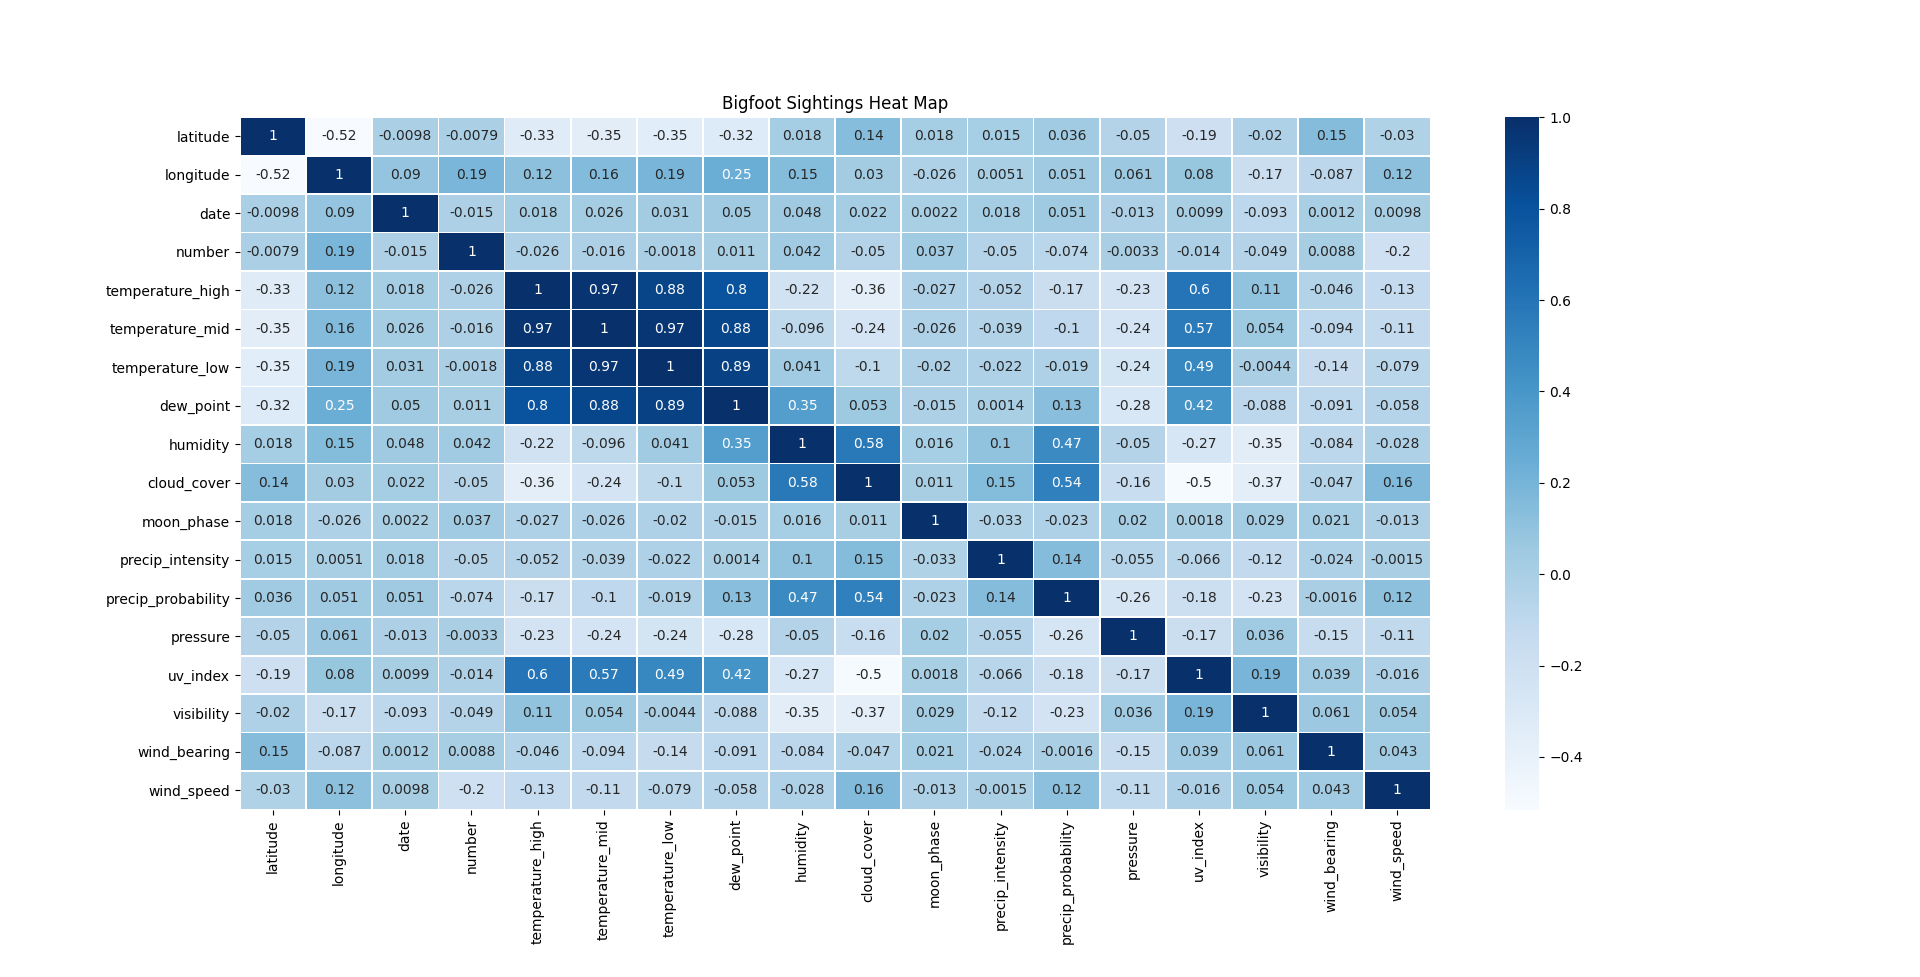 Bigfoot Sightings Heat Map
latitude 1 -0.52 -0.0098 -0.0079 -0.33 -0.35 -0.35 -0.32 0.018 0.14 0.018 0.015 0.036 -0.05 -0.19 -0.02 0.15 -0.03
longitude -0.52 1 0.09 0.19 0.12 0.16 0.19 0.25 0.15 0.03 -0.026 0.0051 0.051 0.061 0.08 -0.17 -0.087 0.12
date -0.0098 0.09 1 -0.015 0.018 0.026 0.031 0.05 0.048 0.022 0.0022 0.018 0.051 -0.013 0.0099 -0.093 0.0012 0.0098
number -0.0079 0.19 -0.015 1 -0.026 -0.016 -0.0018 0.011 0.042 -0.05 0.037 -0.05 -0.074 -0.0033 -0.014 -0.049 0.0088 -0.2
temperature_high -0.33 0.12 0.018 -0.026 1 0.97 0.88 0.8 -0.22 -0.36 -0.027 -0.052 -0.17 -0.23 0.6 0.11 -0.046 -0.13
temperature_mid -0.35 0.16 0.026 -0.016 0.97 1 0.97 0.88 -0.096 -0.24 -0.026 -0.039 -0.1 -0.24 0.57 0.054 -0.094 -0.11
temperature_low -0.35 0.19 0.031 -0.0018 0.88 0.97 1 0.89 0.041 -0.1 -0.02 -0.022 -0.019 -0.24 0.49 -0.0044 -0.14 -0.079
dew_point -0.32 0.25 0.05 0.011 0.8 0.88 0.89 1 0.35 0.053 -0.015 0.0014 0.13 -0.28 0.42 -0.088 -0.091 -0.058
humidity 0.018 0.15 0.048 0.042 -0.22 -0.096 0.041 0.35 1 0.58 0.016 0.1 0.47 -0.05 -0.27 -0.35 -0.084 -0.028
cloud_cover 0.14 0.03 0.022 -0.05 -0.36 -0.24 -0.1 0.053 0.58 1 0.011 0.15 0.54 -0.16 -0.5 -0.37 -0.047 0.16
moon_phase 0.018 -0.026 0.0022 0.037 -0.027 -0.026 -0.02 -0.015 0.016 0.011 1 -0.033 -0.023 0.02 0.0018 0.029 0.021 -0.013
precip_intensity 0.015 0.0051 0.018 -0.05 -0.052 -0.039 -0.022 0.0014 0.1 0.15 -0.033 1 0.14 -0.055 -0.066 -0.12 -0.024 -0.0015
precip_probability 0.036 0.051 0.051 -0.074 -0.17 -0.1 -0.019 0.13 0.47 0.54 -0.023 0.14 1 -0.26 -0.18 -0.23 -0.0016 0.12
pressure -0.05 0.061 -0.013 -0.0033 -0.23 -0.24 -0.24 -0.28 -0.05 -0.16 0.02 -0.055 -0.26 1 -0.17 0.036 -0.15 -0.11
uv_index -0.19 0.08 0.0099 -0.014 0.6 0.57 0.49 0.42 -0.27 -0.5 0.0018 -0.066 -0.18 -0.17 1 0.19 0.039 -0.016
visibility -0.02 -0.17 -0.093 -0.049 0.11 0.054 -0.0044 -0.088 -0.35 -0.37 0.029 -0.12 -0.23 0.036 0.19 1 0.061 0.054
wind_bearing 0.15 -0.087 0.0012 0.0088 -0.046 -0.094 -0.14 -0.091 -0.084 -0.047 0.021 -0.024 -0.0016 -0.15 0.039 0.061 1 0.043
wind_speed -0.03 0.12 0.0098 -0.2 -0.13 -0.11 -0.079 -0.058 -0.028 0.16 -0.013 -0.0015 0.12 -0.11 -0.016 0.054 0.043 1
latitude
longitude
date
number
temperature_high
temperature_mid
temperature_low
dew_point
humidity
cloud_cover
moon_phase
precip_intensity
precip_probability
pressure
uv_index
visibility
wind_bearing
wind_speed
1.0
0.8
0.6
0.4
0.2
0.0
−0.2
−0.4